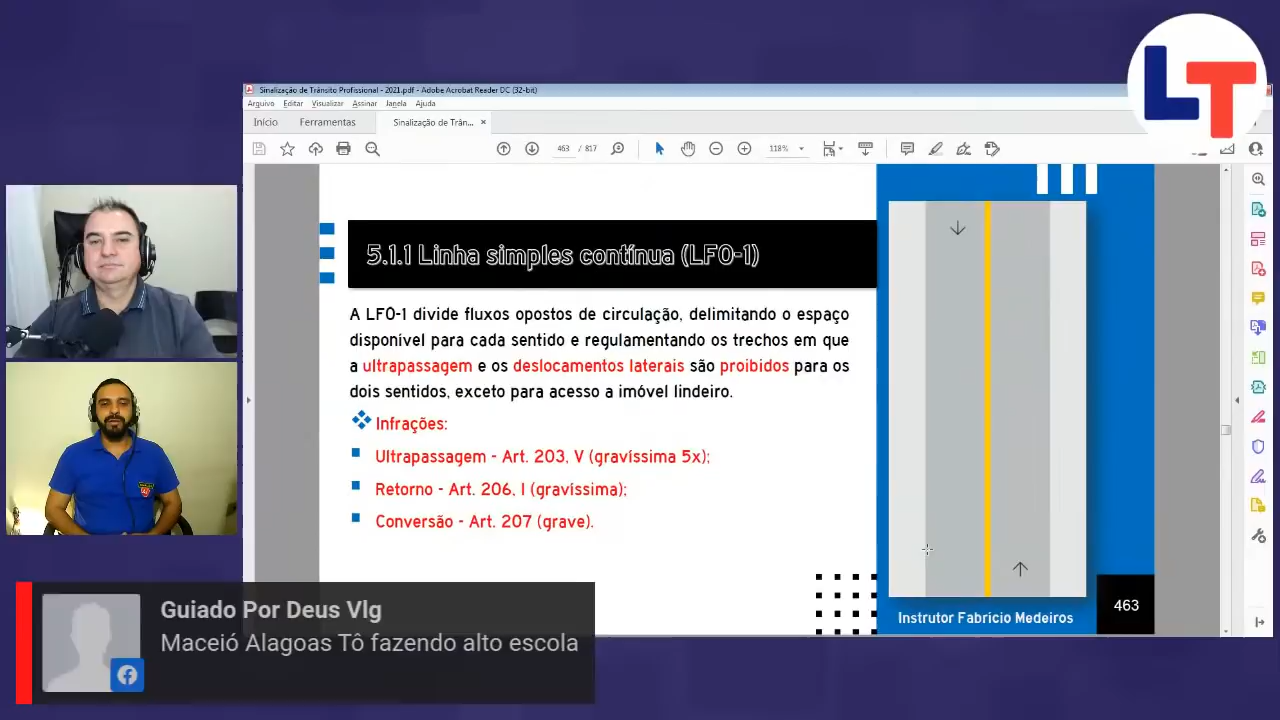 LT
Sinalização de Trânsito Profissional - 2021.pdf - Adobe Acrobat Reader DC (32-bit)
Arquivo Editar Visualizar Assinar Janela Ajuda
Início Ferramentas Sinalização de Trân... ×
463 / 817 118%
5.1.1 Linha simples contínua (LFO-1)
A LFO-1 divide fluxos opostos de circulação, delimitando o espaço
disponível para cada sentido e regulamentando os trechos em que
a ultrapassagem e os deslocamentos laterais são proibidos para os
dois sentidos, exceto para acesso a imóvel lindeiro.
Infrações:
Ultrapassagem - Art. 203, V (gravíssima 5x);
Retorno - Art. 206, I (gravíssima);
Conversão - Art. 207 (grave).
Instrutor Fabricio Medeiros
463
Guiado Por Deus Vlg
Maceió Alagoas Tô fazendo alto escola